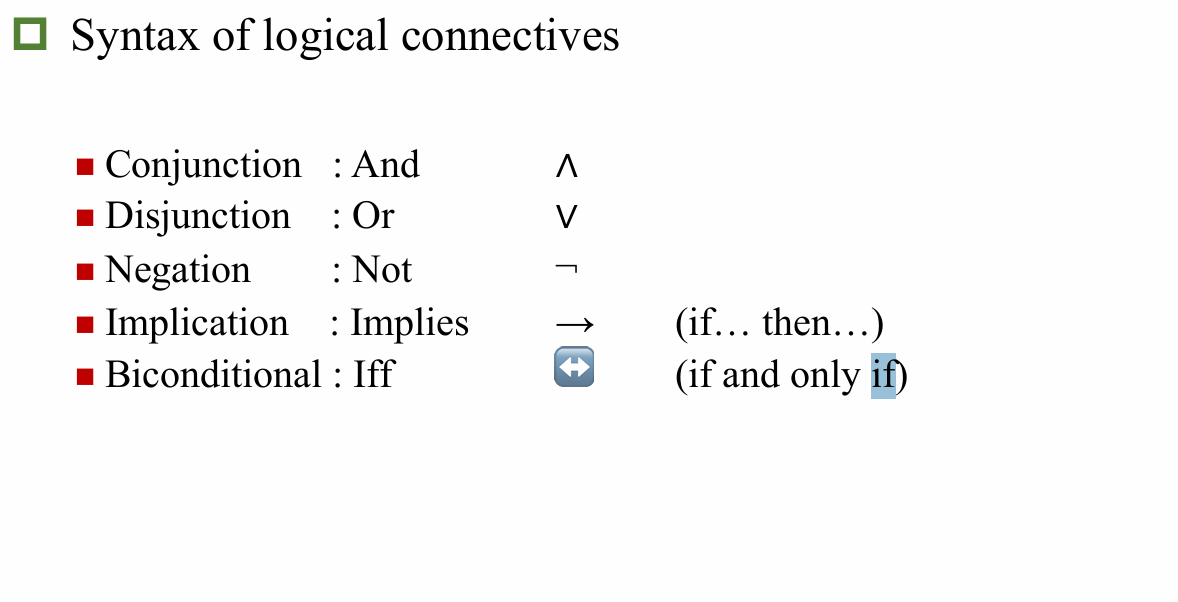 Syntax of logical connectives
Conjunction : And ∧
Disjunction : Or ∨
Negation : Not ¬
Implication : Implies → (if… then…)
Biconditional : Iff ↔ (if and only if)